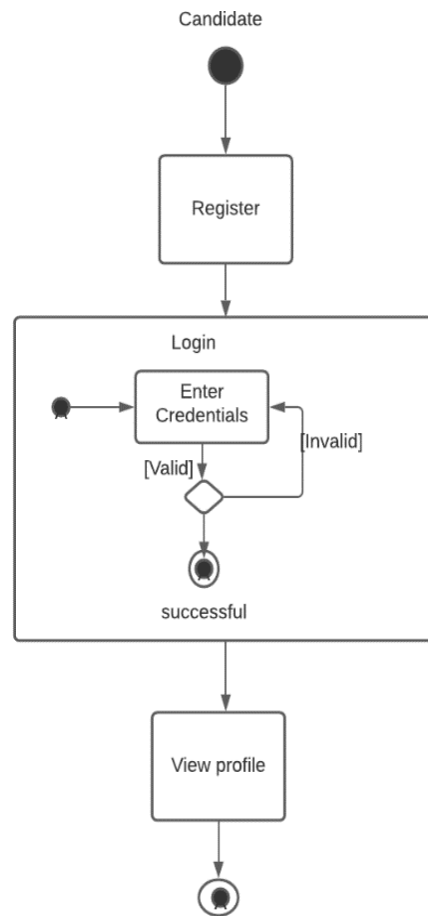 Candidate
Register
Login
Enter
Credentials
[Invalid]
[Valid]
successful
View profile